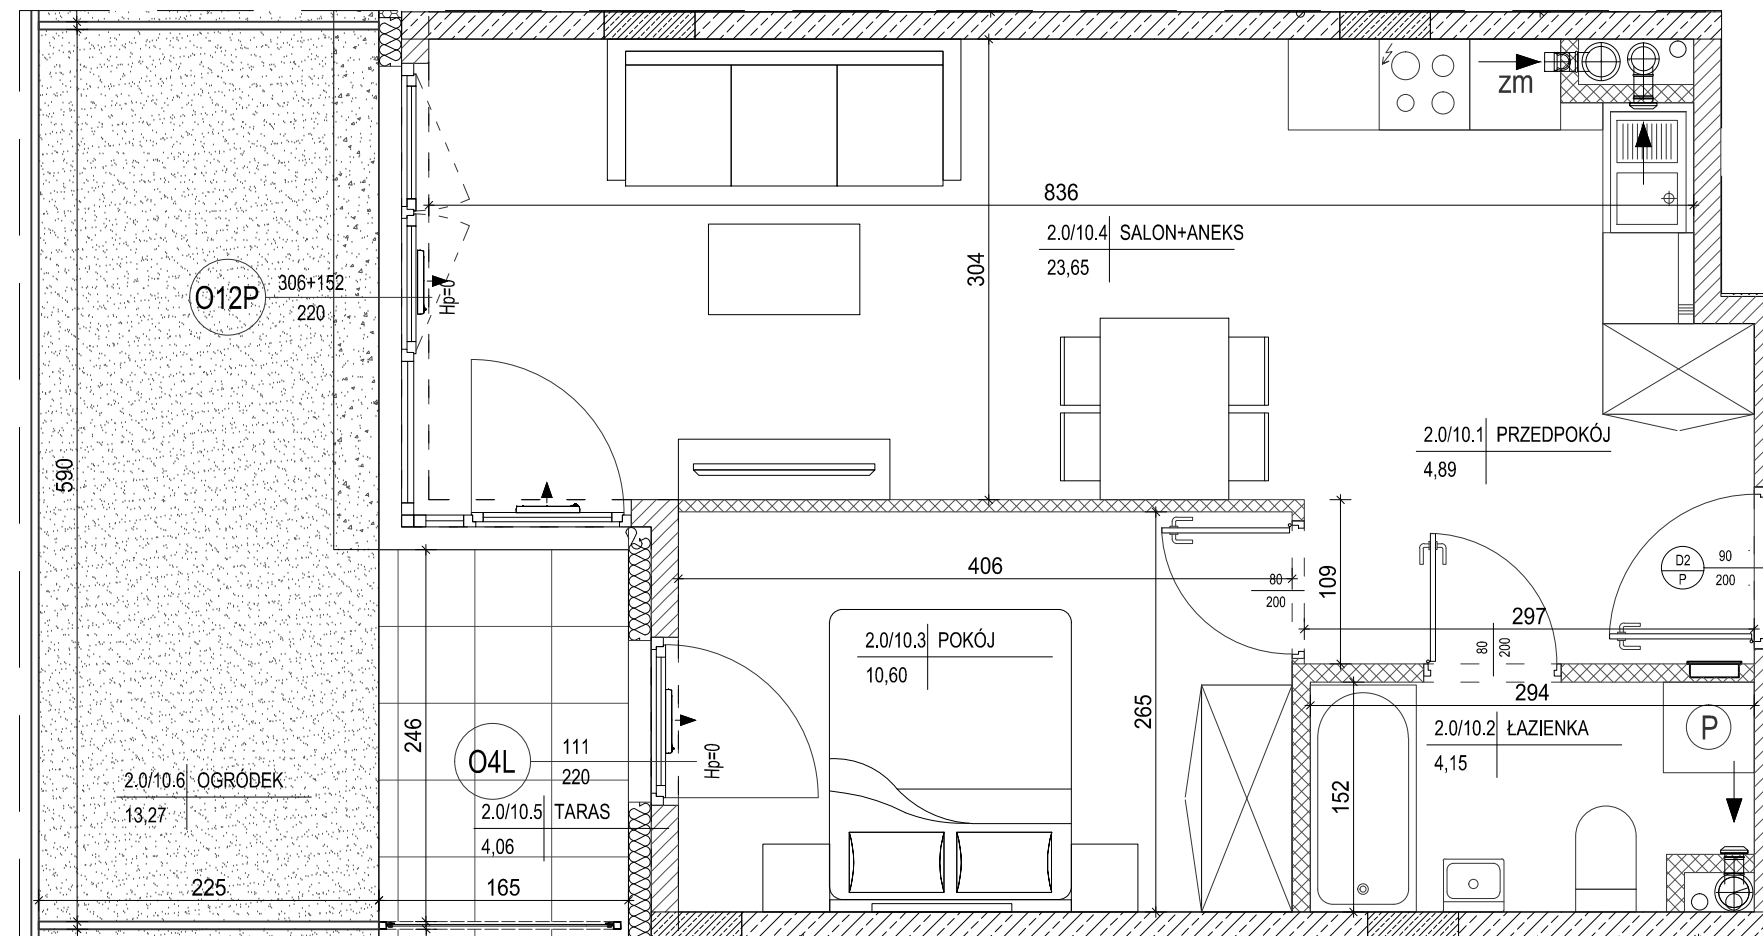 zm
836
2.0/10.4 SALON+ANEKS
23,65
304
O12P
306+152
220
Hp=0
590
2.0/10.1 PRZEDPOKÓJ
4,89
D2
P
90
200
406
80
200
109
297
80
200
2.0/10.3 POKÓJ
10,60
265
294
2.0/10.2 ŁAZIENKA
4,15
P
152
246
O4L
111
220
Hp=0
2.0/10.6 OGRÓDEK
13,27
2.0/10.5 TARAS
4,06
225
165